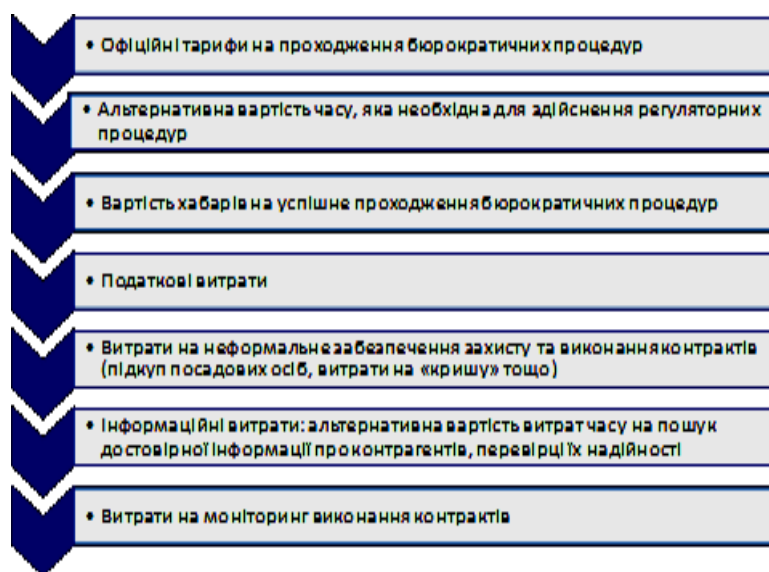 • Офіційні тарифи на проходження бюрократичних процедур
• Альтернативна вартість часу, яка необхідна для здійснення регуляторних
процедур
• Вартість хабарів на успішне проходження бюрократичних процедур
• Податкові витрати
• Витрати на неформальне забезпечення захисту та виконання контрактів
(підкуп посадових осіб, витрати на «кришу» тощо)
• Інформаційні витрати: альтернативна вартість витрат часу на пошук
достовірної інформації про контрагентів, перевірці їх надійності
• Витрати на моніторинг виконання контрактів